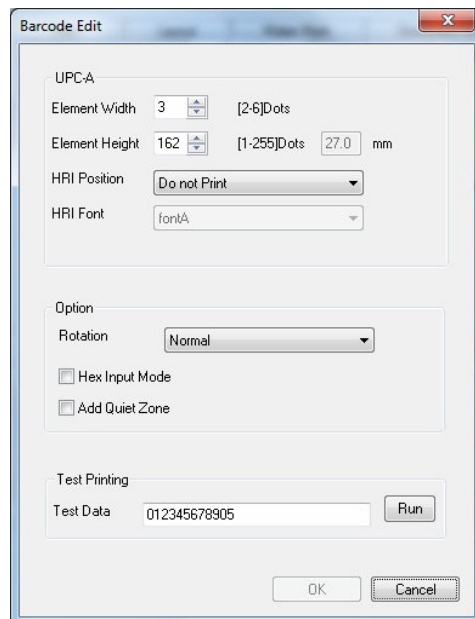 Barcode Edit
UPC-A
Element Width 3 [2-6]Dots
Element Height 162 [1-255]Dots 27.0 mm
HRI Position Do not Print
HRI Font fontA
Option
Rotation Normal
Hex Input Mode
Add Quiet Zone
Test Printing
Test Data 012345678905 Run
OK Cancel